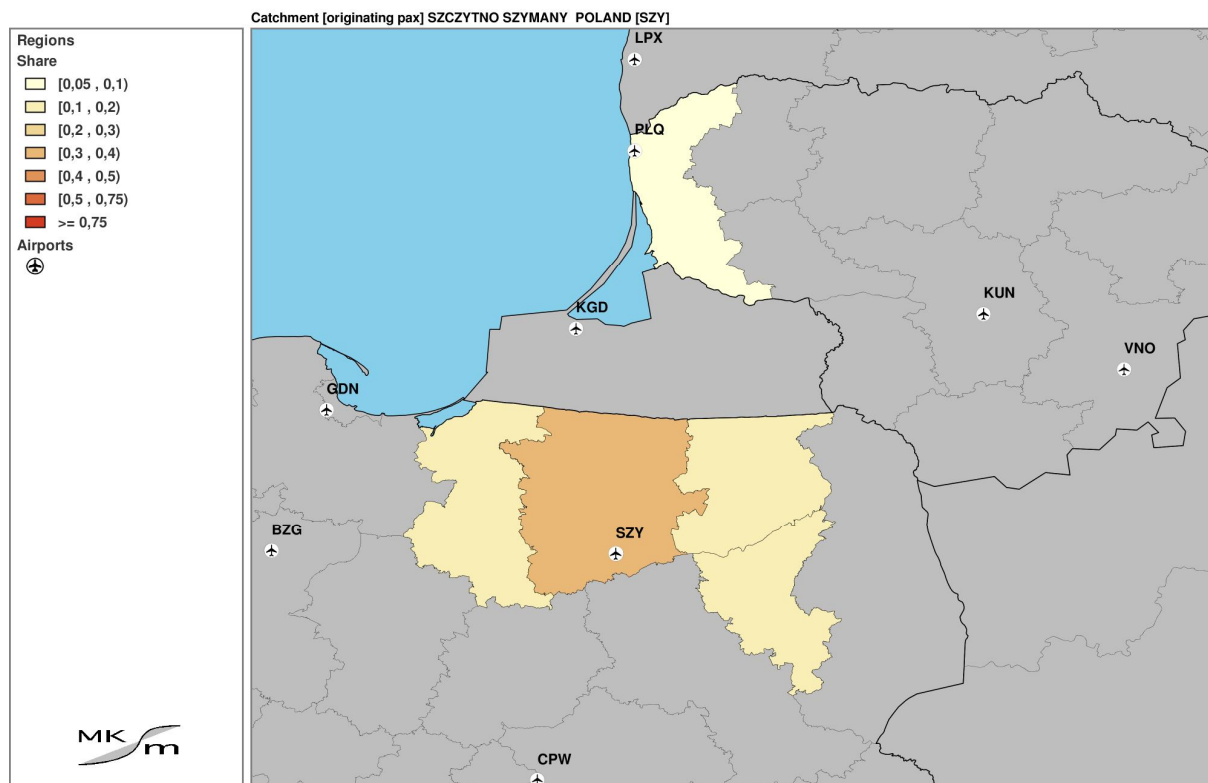 Catchment [originating pax] SZCZYTNO SZYMANY  POLAND [SZY]
Regions
Share
[0,05 , 0,1)
[0,1 , 0,2)
[0,2 , 0,3)
[0,3 , 0,4)
[0,4 , 0,5)
[0,5 , 0,75)
>= 0,75
Airports
LPX
PLQ
KUN
KGD
VNO
GDN
BZG
SZY
MK
m
CPW